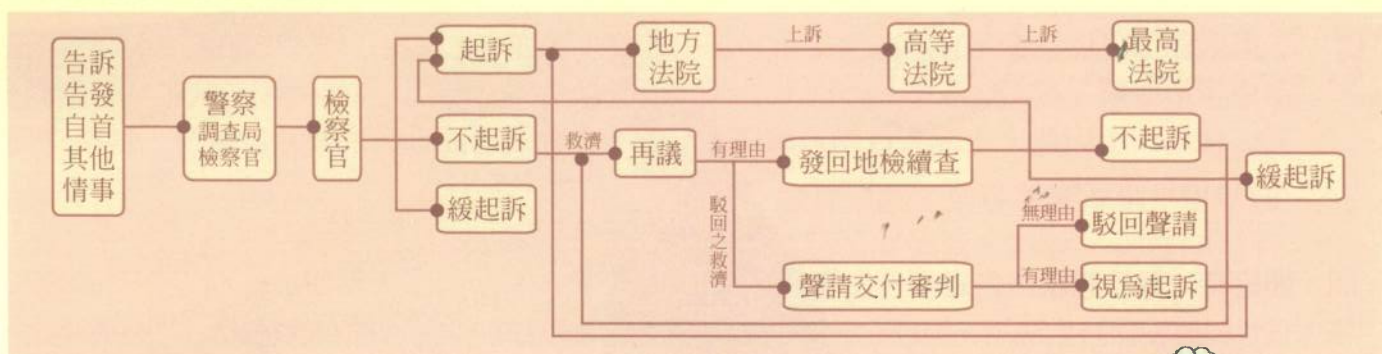 告訴
告發
自首
其他
情事
警察
調查局
檢察官
檢察官
起訴
不起訴
緩起訴
地方
法院
上訴
高等
法院
上訴
最高
法院
救濟
再議
有理由
發回地檢續查
不起訴
緩起訴
駁回之救濟
聲請交付審判
無理由
駁回聲請
有理由
視為起訴